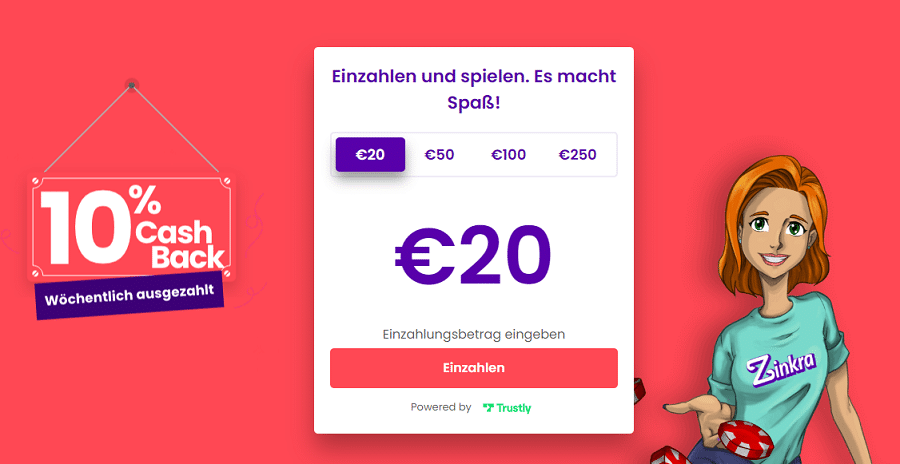 10%
Cash
Back
Wöchentlich ausgezahlt
Einzahlen und spielen. Es macht
Spaß!
€20 €50 €100 €250
€20
Einzahlungsbetrag eingeben
Einzahlen
Powered by Trustly
Zinkra